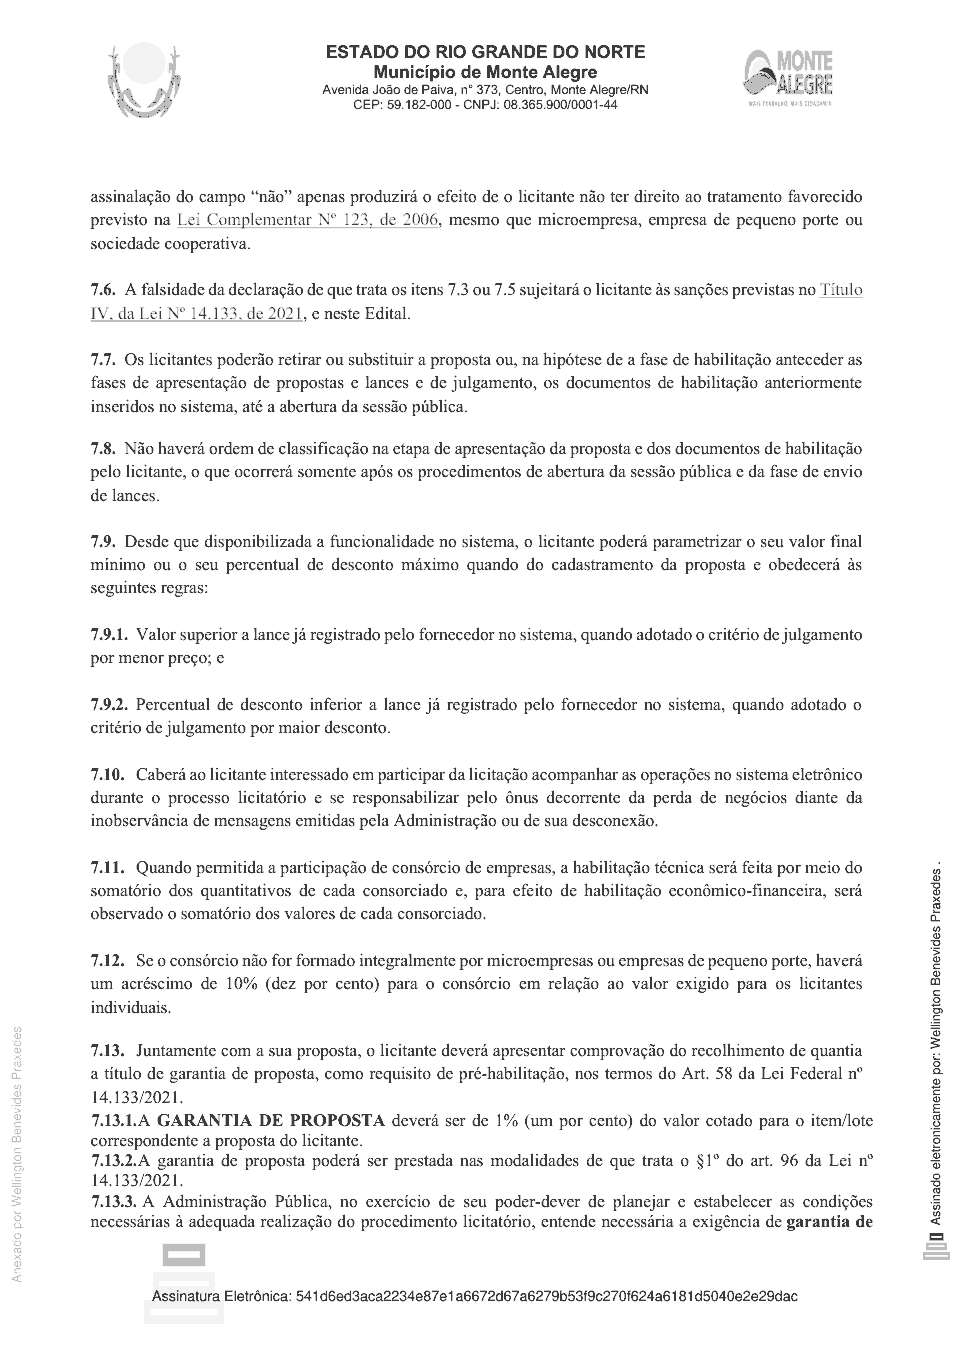 ESTADO DO RIO GRANDE DO NORTE
Município de Monte Alegre
Avenida João de Paiva, n° 373, Centro, Monte Alegre/RN
CEP: 59.182-000 - CNPJ: 08.365.900/0001-44
MONTE
ALEGRE
MAIS TRABALHO, MAIS CIDADANIA
assinalação do campo “não” apenas produzirá o efeito de o licitante não ter direito ao tratamento favorecido
previsto na Lei Complementar Nº 123, de 2006, mesmo que microempresa, empresa de pequeno porte ou
sociedade cooperativa.
7.6. A falsidade da declaração de que trata os itens 7.3 ou 7.5 sujeitará o licitante às sanções previstas no Título
IV, da Lei Nº 14.133, de 2021, e neste Edital.
7.7. Os licitantes poderão retirar ou substituir a proposta ou, na hipótese de a fase de habilitação anteceder as
fases de apresentação de propostas e lances e de julgamento, os documentos de habilitação anteriormente
inseridos no sistema, até a abertura da sessão pública.
7.8. Não haverá ordem de classificação na etapa de apresentação da proposta e dos documentos de habilitação
pelo licitante, o que ocorrerá somente após os procedimentos de abertura da sessão pública e da fase de envio
de lances.
7.9. Desde que disponibilizada a funcionalidade no sistema, o licitante poderá parametrizar o seu valor final
mínimo ou o seu percentual de desconto máximo quando do cadastramento da proposta e obedecerá às
seguintes regras:
7.9.1. Valor superior a lance já registrado pelo fornecedor no sistema, quando adotado o critério de julgamento
por menor preço; e
7.9.2. Percentual de desconto inferior a lance já registrado pelo fornecedor no sistema, quando adotado o
critério de julgamento por maior desconto.
7.10. Caberá ao licitante interessado em participar da licitação acompanhar as operações no sistema eletrônico
durante o processo licitatório e se responsabilizar pelo ônus decorrente da perda de negócios diante da
inobservância de mensagens emitidas pela Administração ou de sua desconexão.
7.11. Quando permitida a participação de consórcio de empresas, a habilitação técnica será feita por meio do
somatório dos quantitativos de cada consorciado e, para efeito de habilitação econômico-financeira, será
observado o somatório dos valores de cada consorciado.
7.12. Se o consórcio não for formado integralmente por microempresas ou empresas de pequeno porte, haverá
um acréscimo de 10% (dez por cento) para o consórcio em relação ao valor exigido para os licitantes
individuais.
7.13. Juntamente com a sua proposta, o licitante deverá apresentar comprovação do recolhimento de quantia
a título de garantia de proposta, como requisito de pré-habilitação, nos termos do Art. 58 da Lei Federal nº
14.133/2021.
7.13.1.A GARANTIA DE PROPOSTA deverá ser de 1% (um por cento) do valor cotado para o item/lote
correspondente a proposta do licitante.
7.13.2.A garantia de proposta poderá ser prestada nas modalidades de que trata o §1º do art. 96 da Lei nº
14.133/2021.
7.13.3. A Administração Pública, no exercício de seu poder-dever de planejar e estabelecer as condições
necessárias à adequada realização do procedimento licitatório, entende necessária a exigência de garantia de
Assinatura Eletrônica: 541d6ed3aca2234e87e1a6672d67a6279b53f9c270f624a6181d5040e2e29dac
Anexado por Wellington Benevides Praxedes
Assinado eletronicamente por: Wellington Benevides Praxedes .